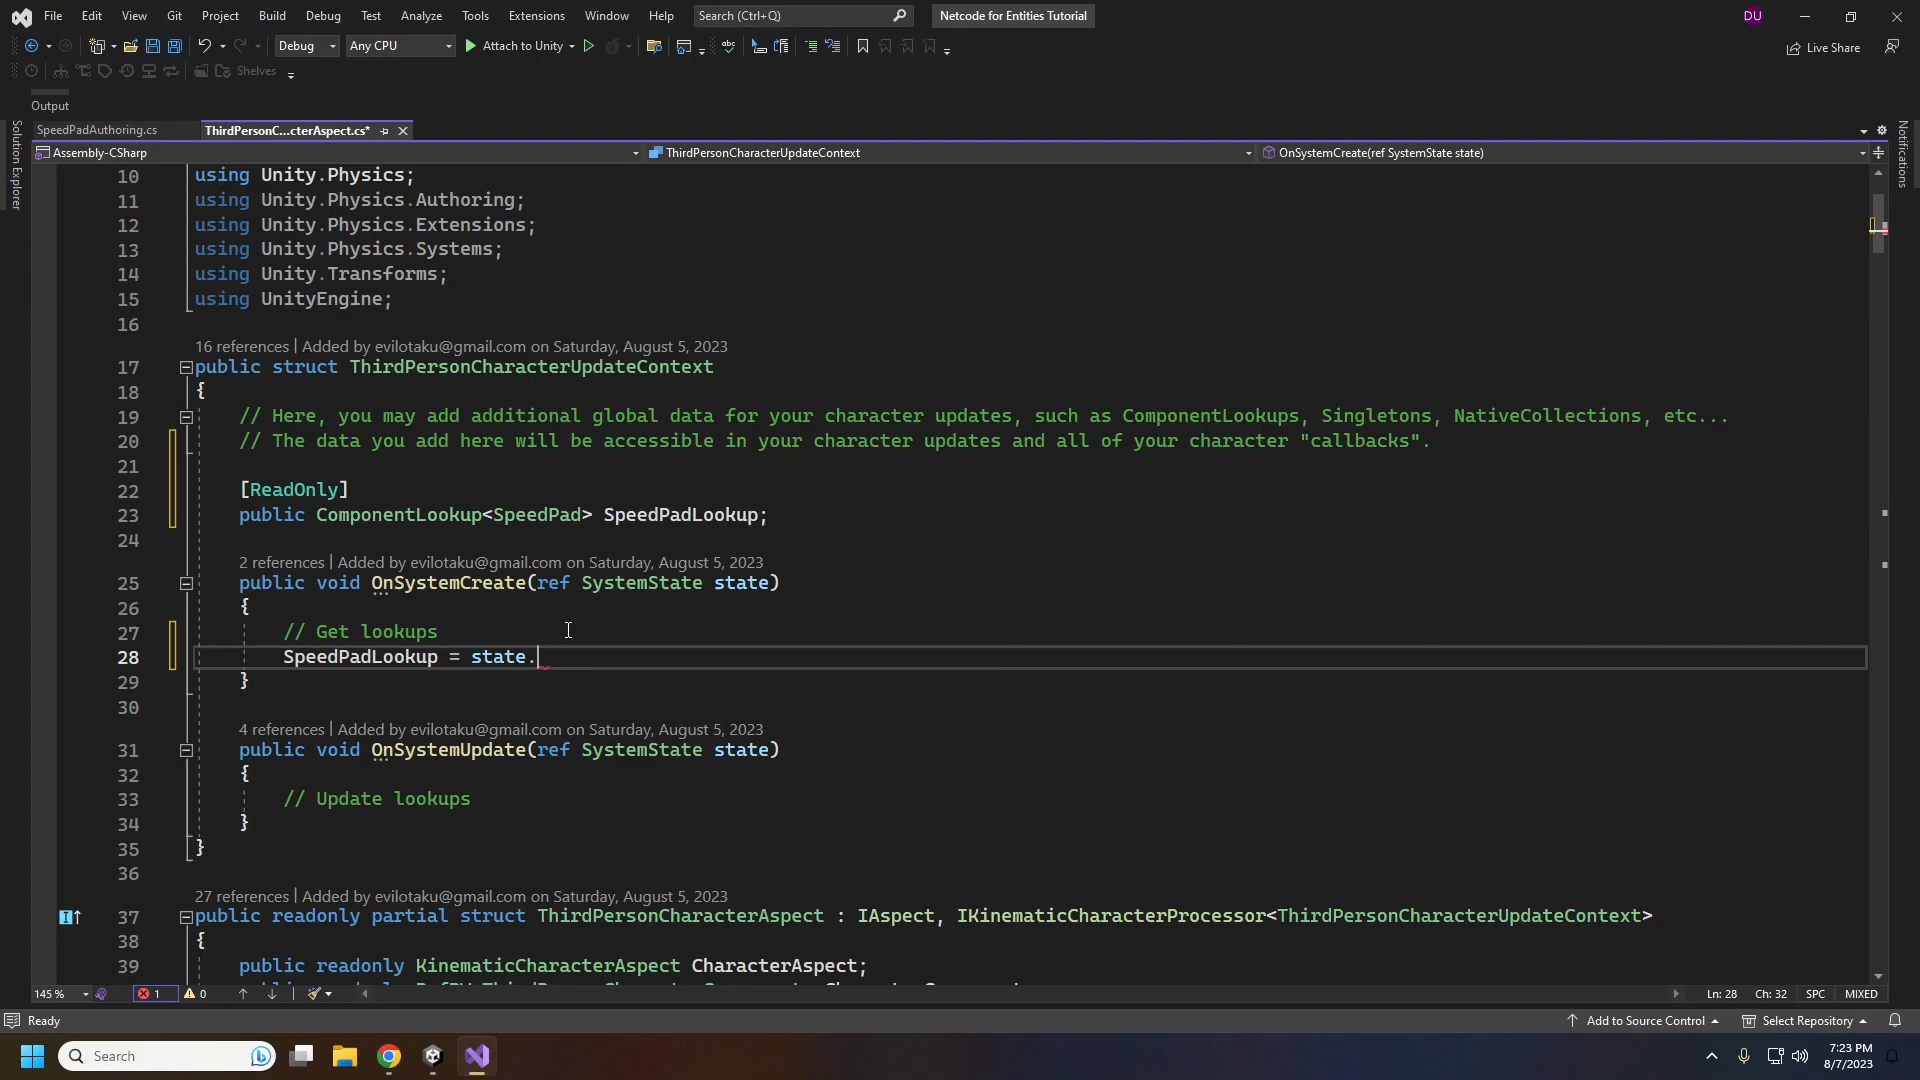 File Edit View Git Project Build Debug Test Analyze Tools Extensions Window Help Search (Ctrl+Q) Netcode for Entities Tutorial DU
Debug Any CPU Attach to Unity Live Share
Shelves
Output
Solution Explorer
Notifications
SpeedPadAuthoring.cs ThirdPersonC...cterAspect.cs*
Assembly-CSharp ThirdPersonCharacterUpdateContext OnSystemCreate(ref SystemState state)
10 using Unity.Physics;
11 using Unity.Physics.Authoring;
12 using Unity.Physics.Extensions;
13 using Unity.Physics.Systems;
14 using Unity.Transforms;
15 using UnityEngine;
16
16 references | Added by evilotaku@gmail.com on Saturday, August 5, 2023
17 public struct ThirdPersonCharacterUpdateContext
18 {
19 // Here, you may add additional global data for your character updates, such as ComponentLookups, Singletons, NativeCollections, etc...
20 // The data you add here will be accessible in your character updates and all of your character "callbacks".
21
22 [ReadOnly]
23 public ComponentLookup<SpeedPad> SpeedPadLookup;
24
2 references | Added by evilotaku@gmail.com on Saturday, August 5, 2023
25 public void OnSystemCreate(ref SystemState state)
26 {
27 // Get lookups
28 SpeedPadLookup = state.
29 }
30
4 references | Added by evilotaku@gmail.com on Saturday, August 5, 2023
31 public void OnSystemUpdate(ref SystemState state)
32 {
33 // Update lookups
34 }
35 }
36
27 references | Added by evilotaku@gmail.com on Saturday, August 5, 2023
37 public readonly partial struct ThirdPersonCharacterAspect : IAspect, IKinematicCharacterProcessor<ThirdPersonCharacterUpdateContext>
38 {
39 public readonly KinematicCharacterAspect CharacterAspect;
145 % 1 0 Ln: 28 Ch: 32 SPC MIXED
Ready Add to Source Control Select Repository
Search 7:23 PM
8/7/2023